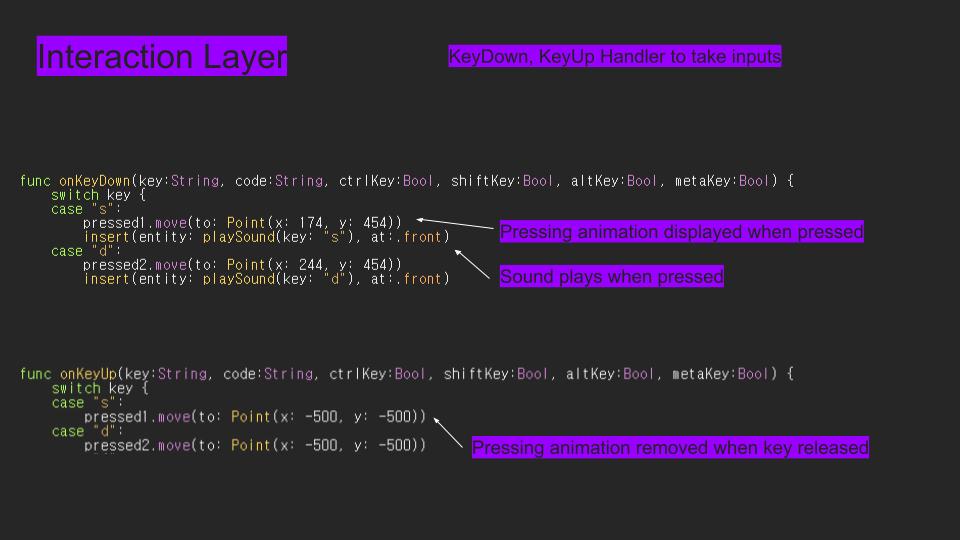 Interaction Layer
KeyDown, KeyUp Handler to take inputs
func onKeyDown(key:String, code:String, ctrlKey:Bool, shiftKey:Bool, altKey:Bool, metaKey:Bool) {
switch key {
case "s":
pressed1.move(to: Point(x: 174, y: 454))
insert(entity: playSound(key: "s"), at:.front)
case "d":
pressed2.move(to: Point(x: 244, y: 454))
insert(entity: playSound(key: "d"), at:.front)
Pressing animation displayed when pressed
Sound plays when pressed
func onKeyUp(key:String, code:String, ctrlKey:Bool, shiftKey:Bool, altKey:Bool, metaKey:Bool) {
switch key {
case "s":
pressed1.move(to: Point(x: -500, y: -500))
case "d":
pressed2.move(to: Point(x: -500, y: -500))
Pressing animation removed when key released